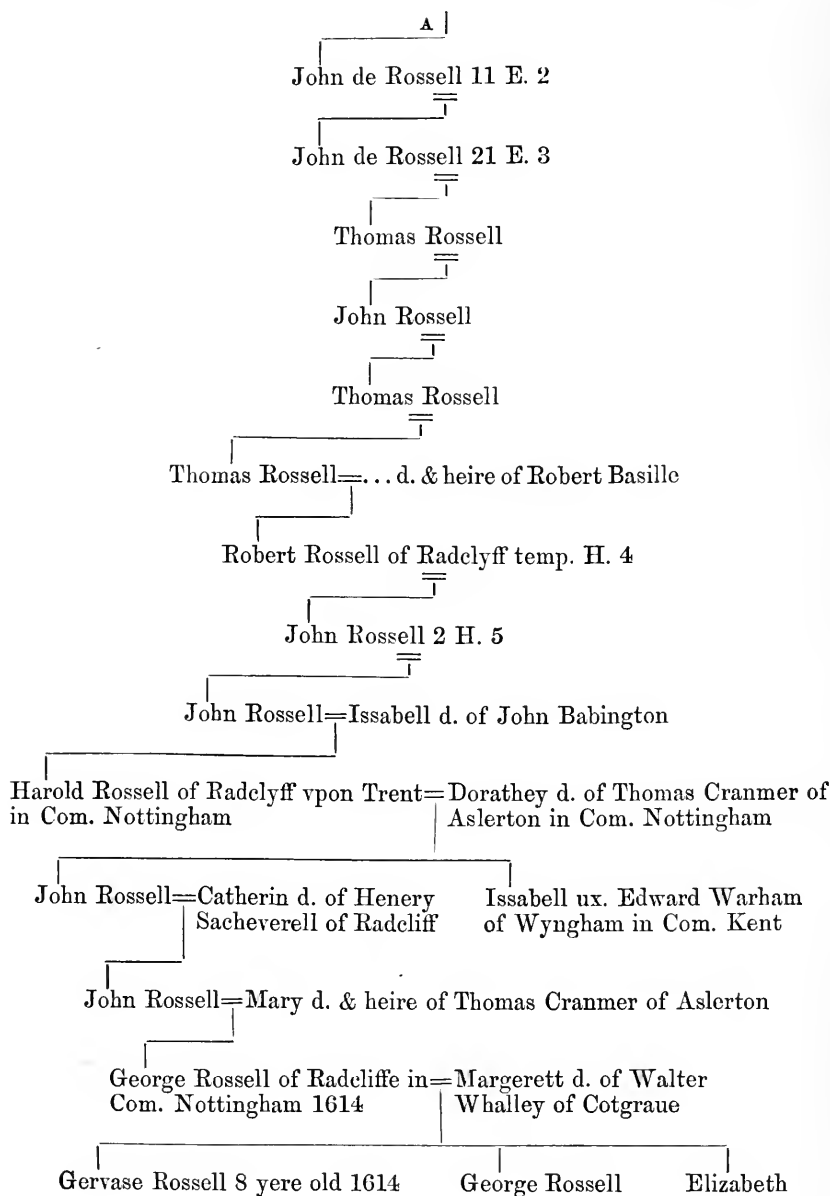 A
John de Rossell 11 E. 2
John de Rossell 21 E. 3
Thomas Rossell
John Rossell
Thomas Rossell
Thomas Rossell=... d. & heire of Robert Basille
Robert Rossell of Radclyff temp. H. 4
John Rossell 2 H. 5
John Rossell=Issabell d. of John Babington
Harold Rossell of Radclyff vpon Trent=Dorathey d. of Thomas Cranmer of
in Com. Nottingham Aslerton in Com. Nottingham
John Rossell=Catherin d. of Henery Issabell ux. Edward Warham
Sacheverell of Radcliff of Wyngham in Com. Kent
John Rossell=Mary d. & heire of Thomas Cranmer of Aslerton
George Rossell of Radcliffe in=Margerett d. of Walter
Com. Nottingham 1614 Whalley of Cotgraue
Gervase Rossell 8 yere old 1614 George Rossell Elizabeth